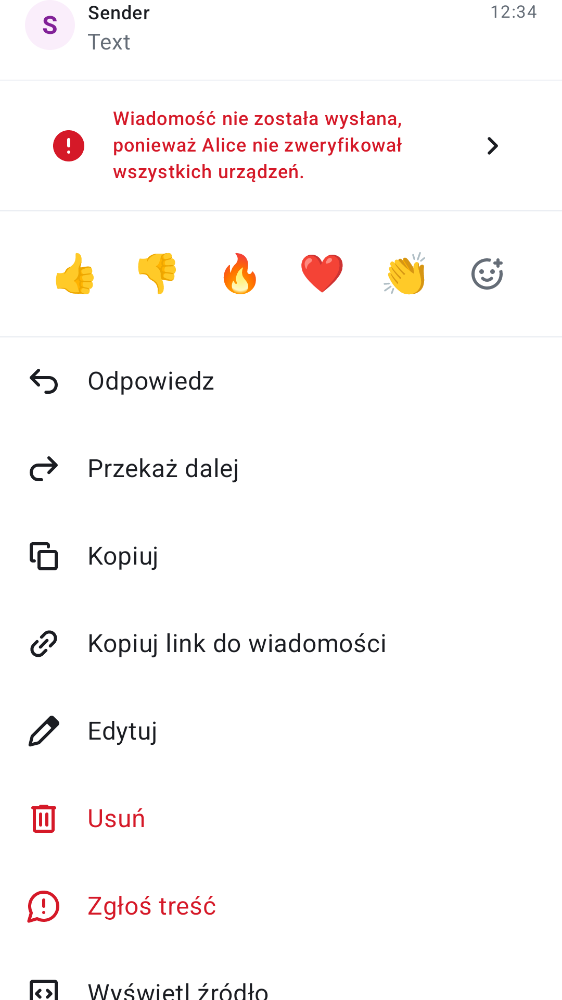 S
Sender
12:34
Text
Wiadomość nie została wysłana,
ponieważ Alice nie zweryfikował
wszystkich urządzeń.
Odpowiedz
Przekaż dalej
Kopiuj
Kopiuj link do wiadomości
Edytuj
Usuń
Zgłoś treść
Wyświetl źródło